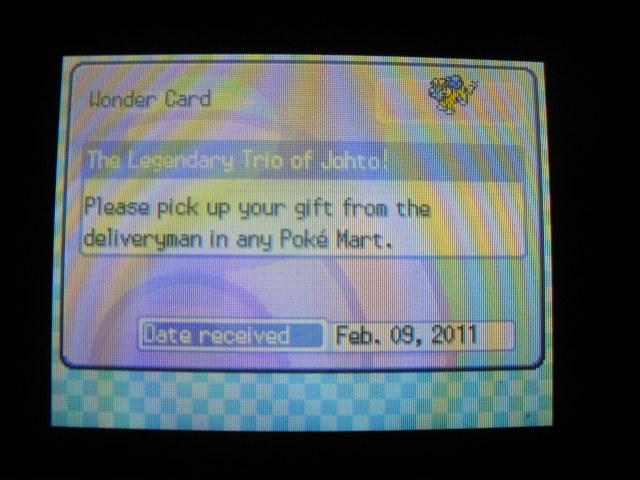 Wonder Card
The Legendary Trio of Johto!
Please pick up your gift from the
deliveryman in any Poké Mart.
Date received Feb. 09, 2011